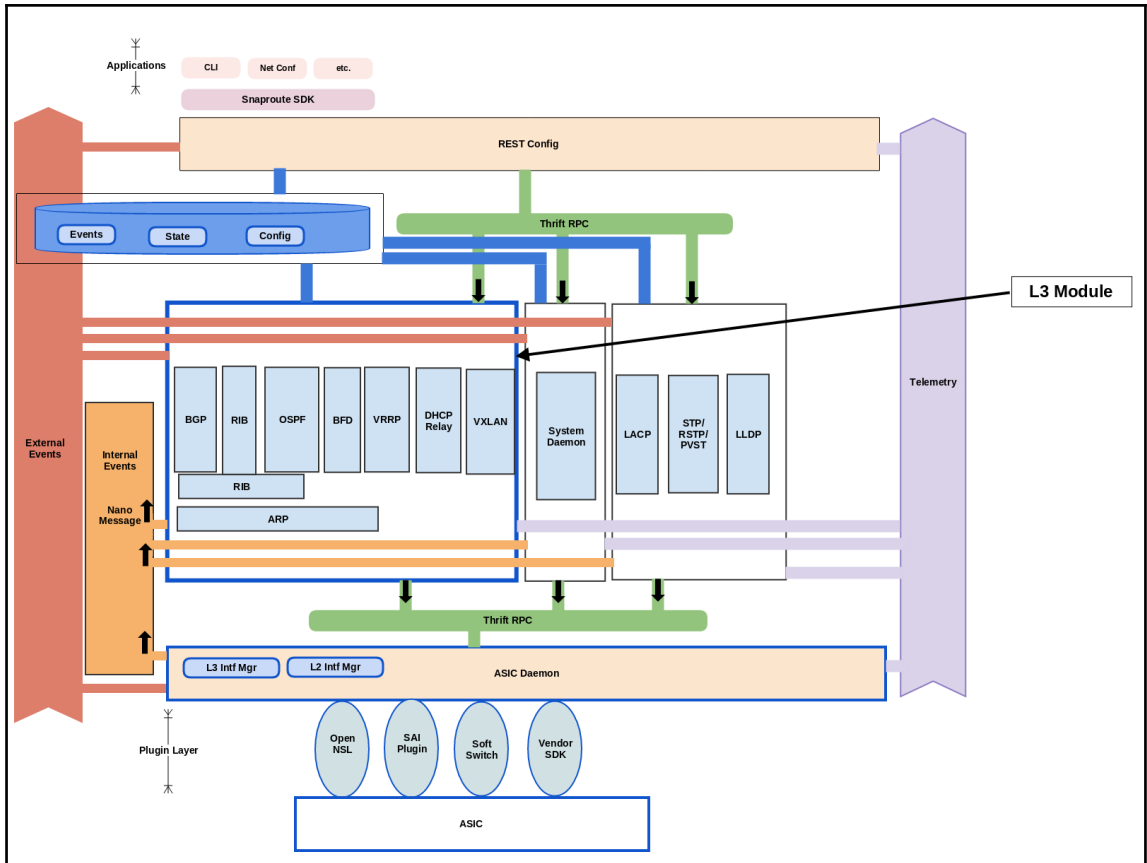 Applications
CLI
Net Conf
etc.
Snaproute SDK
REST Config
Thrift RPC
Events
State
Config
L3 Module
External
Events
Internal
Events
Nano
Message
BGP
RIB
OSPF
BFD
VRRP
DHCP
Relay
VXLAN
RIB
ARP
System
Daemon
LACP
STP/
RSTP/
PVST
LLDP
Telemetry
Thrift RPC
L3 Intf Mgr
L2 Intf Mgr
ASIC Daemon
Plugin Layer
Open
NSL
SAI
Plugin
Soft
Switch
Vendor
SDK
ASIC